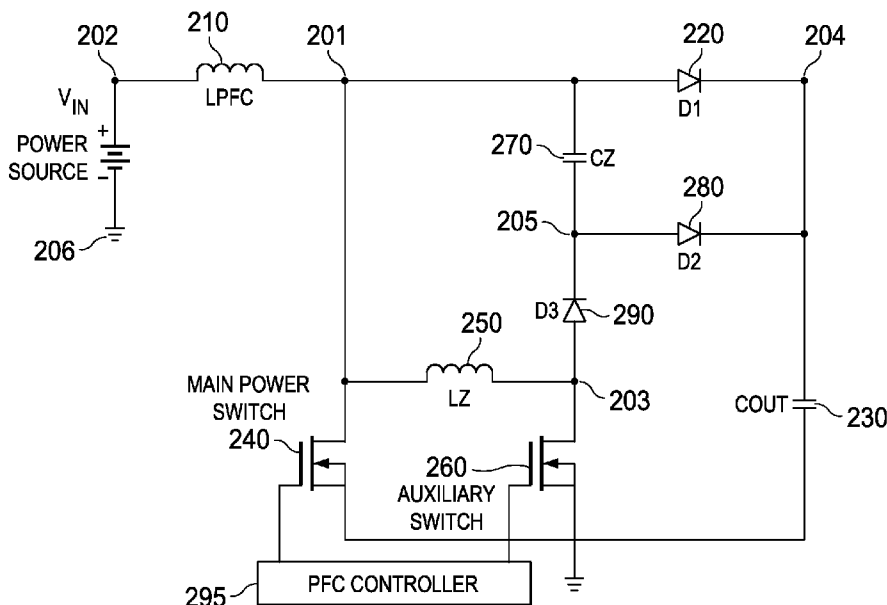 210
202
201
220
204
LPFC
D1
VIN
+
POWER
SOURCE
−
270
CZ
280
206
205
D2
D3
290
250
LZ
203
MAIN POWER
SWITCH
240
COUT
230
260
AUXILIARY
SWITCH
295
PFC CONTROLLER